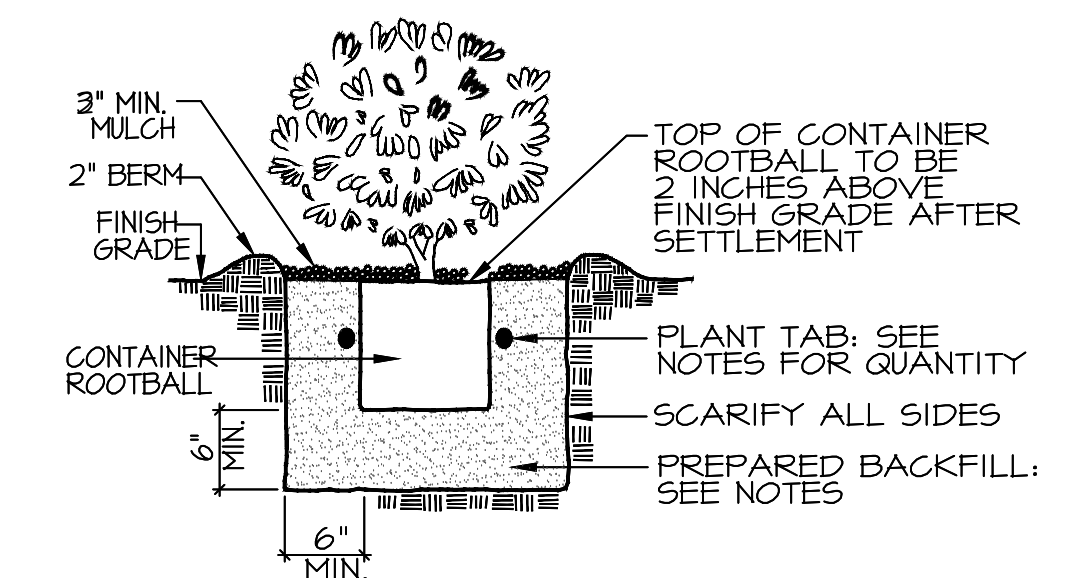 3" MIN.
MULCH
2" BERM
FINISH
GRADE
CONTAINER
ROOTBALL
6"
MIN.
6"
MIN.
TOP OF CONTAINER
ROOTBALL TO BE
2 INCHES ABOVE
FINISH GRADE AFTER
SETTLEMENT
PLANT TAB: SEE
NOTES FOR QUANTITY
SCARIFY ALL SIDES
PREPARED BACKFILL:
SEE NOTES